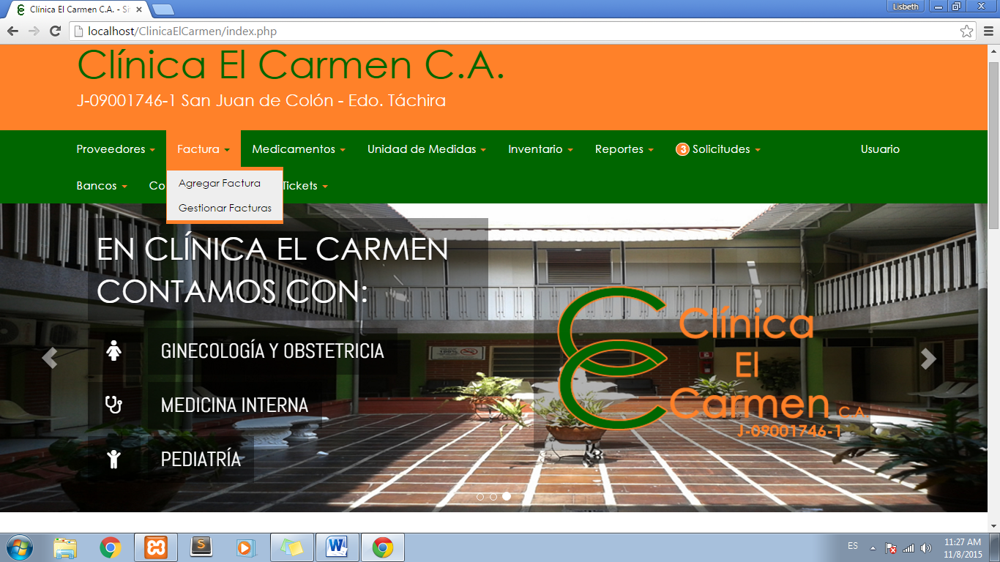 Clínica El Carmen C.A. - Si
Lisbeth
localhost/ClinicaElCarmen/index.php
Clínica El Carmen C.A.
J-09001746-1 San Juan de Colón - Edo. Táchira
Proveedores Factura Medicamentos Unidad de Medidas Inventario Reportes 3 Solicitudes Usuario
Bancos Co Tickets
Agregar Factura
Gestionar Facturas
EN CLÍNICA EL CARMEN
CONTAMOS CON:
GINECOLOGÍA Y OBSTETRICIA
MEDICINA INTERNA
PEDIATRÍA
100%
Clínica
El
Carmen C.A.
J-09001746-1
ES
11:27 AM
11/8/2015